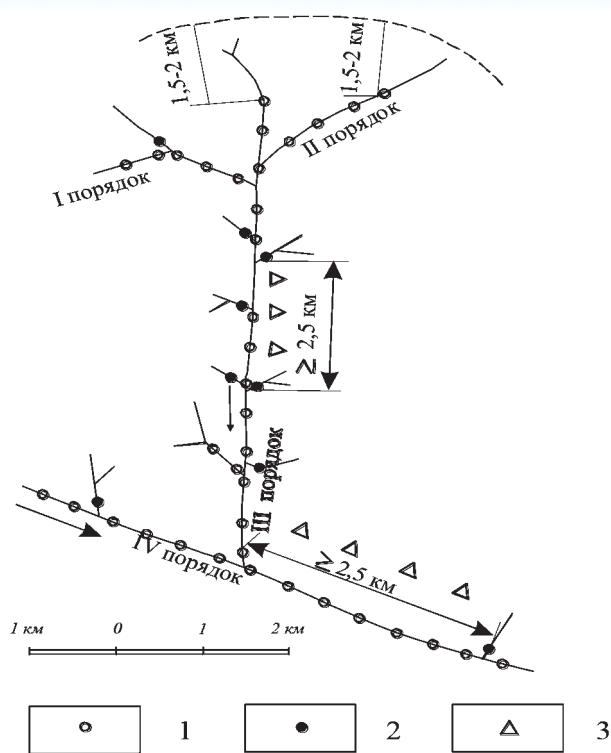 1,5-2 км
1,5-2 км
II порядок
I порядок
≥ 2,5 км
III порядок
IV порядок
≥ 2,5 км
1 км 0 1 2 км
1 2 3